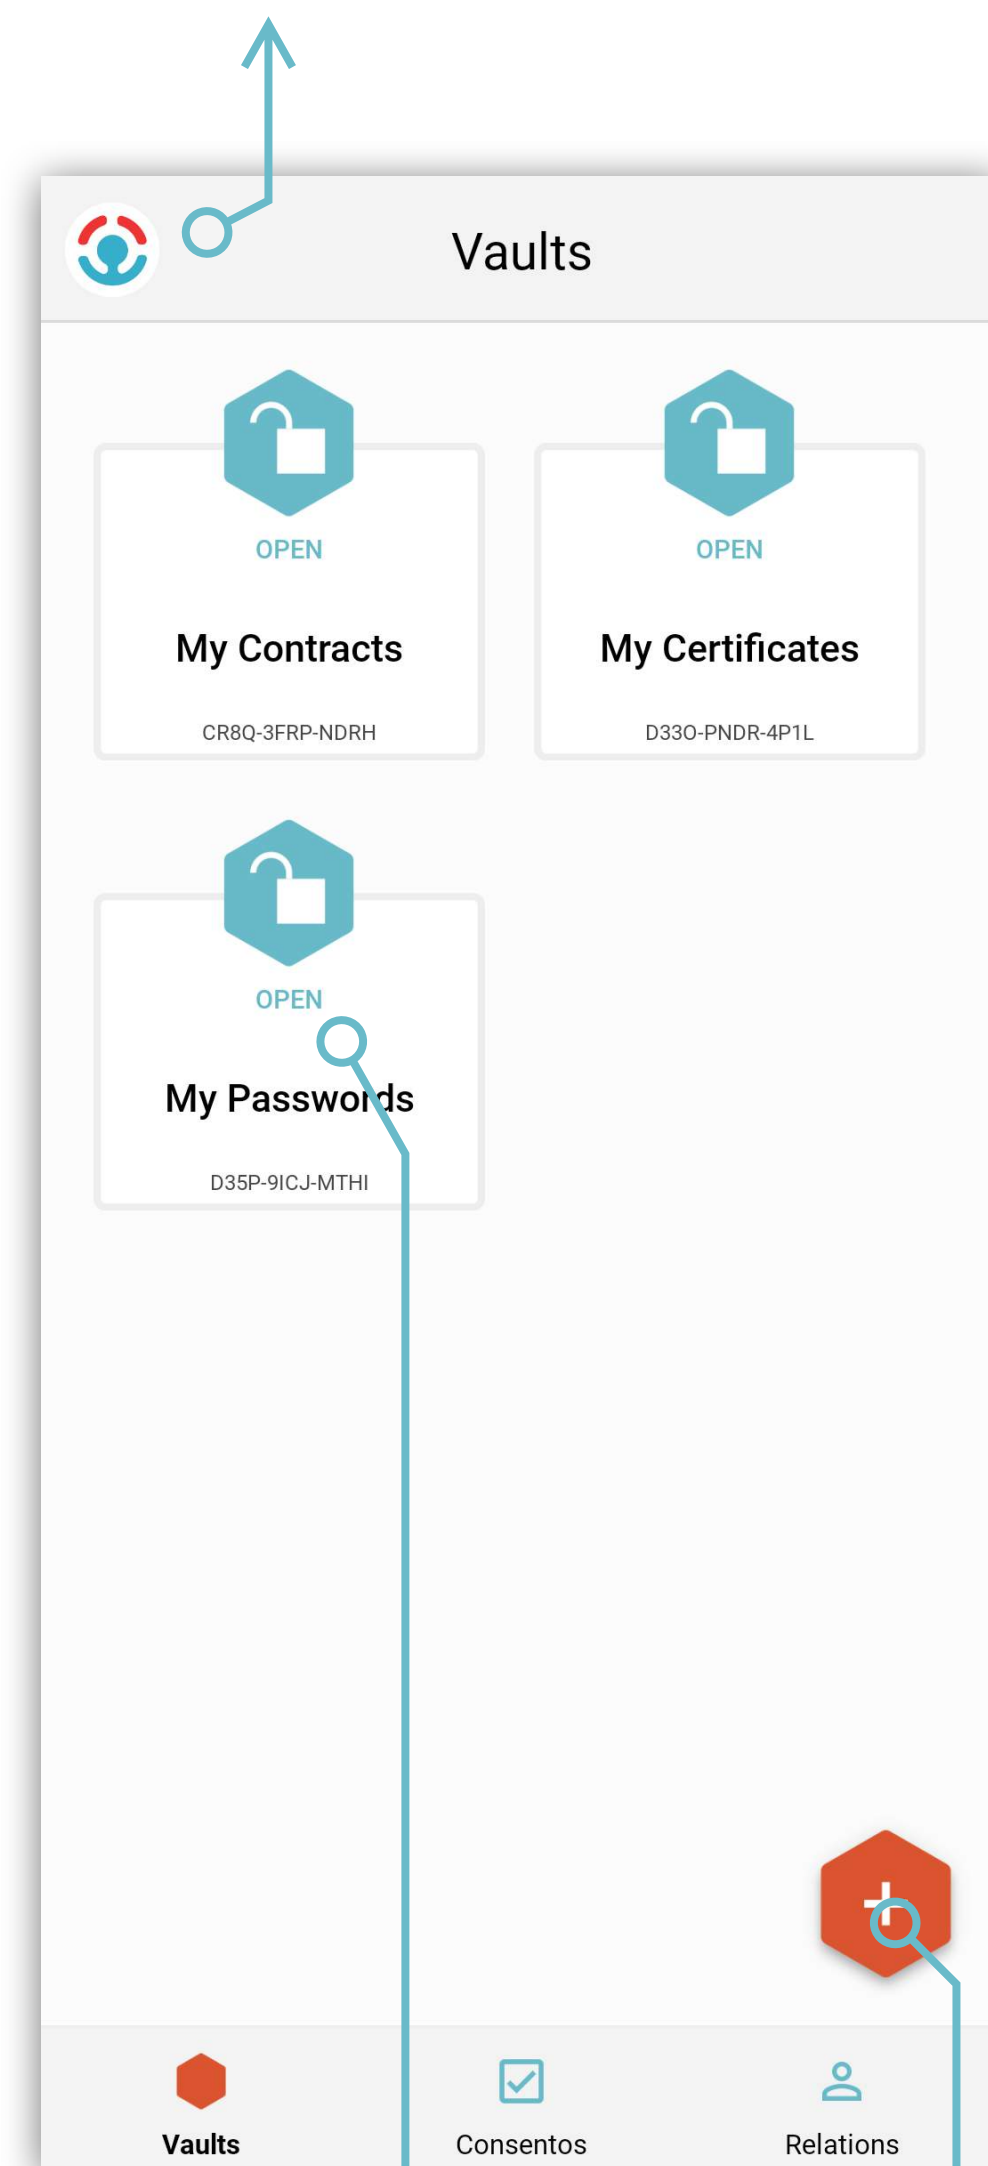 Vaults
OPEN
My Contracts
CR8Q-3FRP-NDRH
OPEN
My Certificates
D33O-PNDR-4P1L
OPEN
My Passwords
D35P-9ICJ-MTHI
Vaults
Consentos
Relations